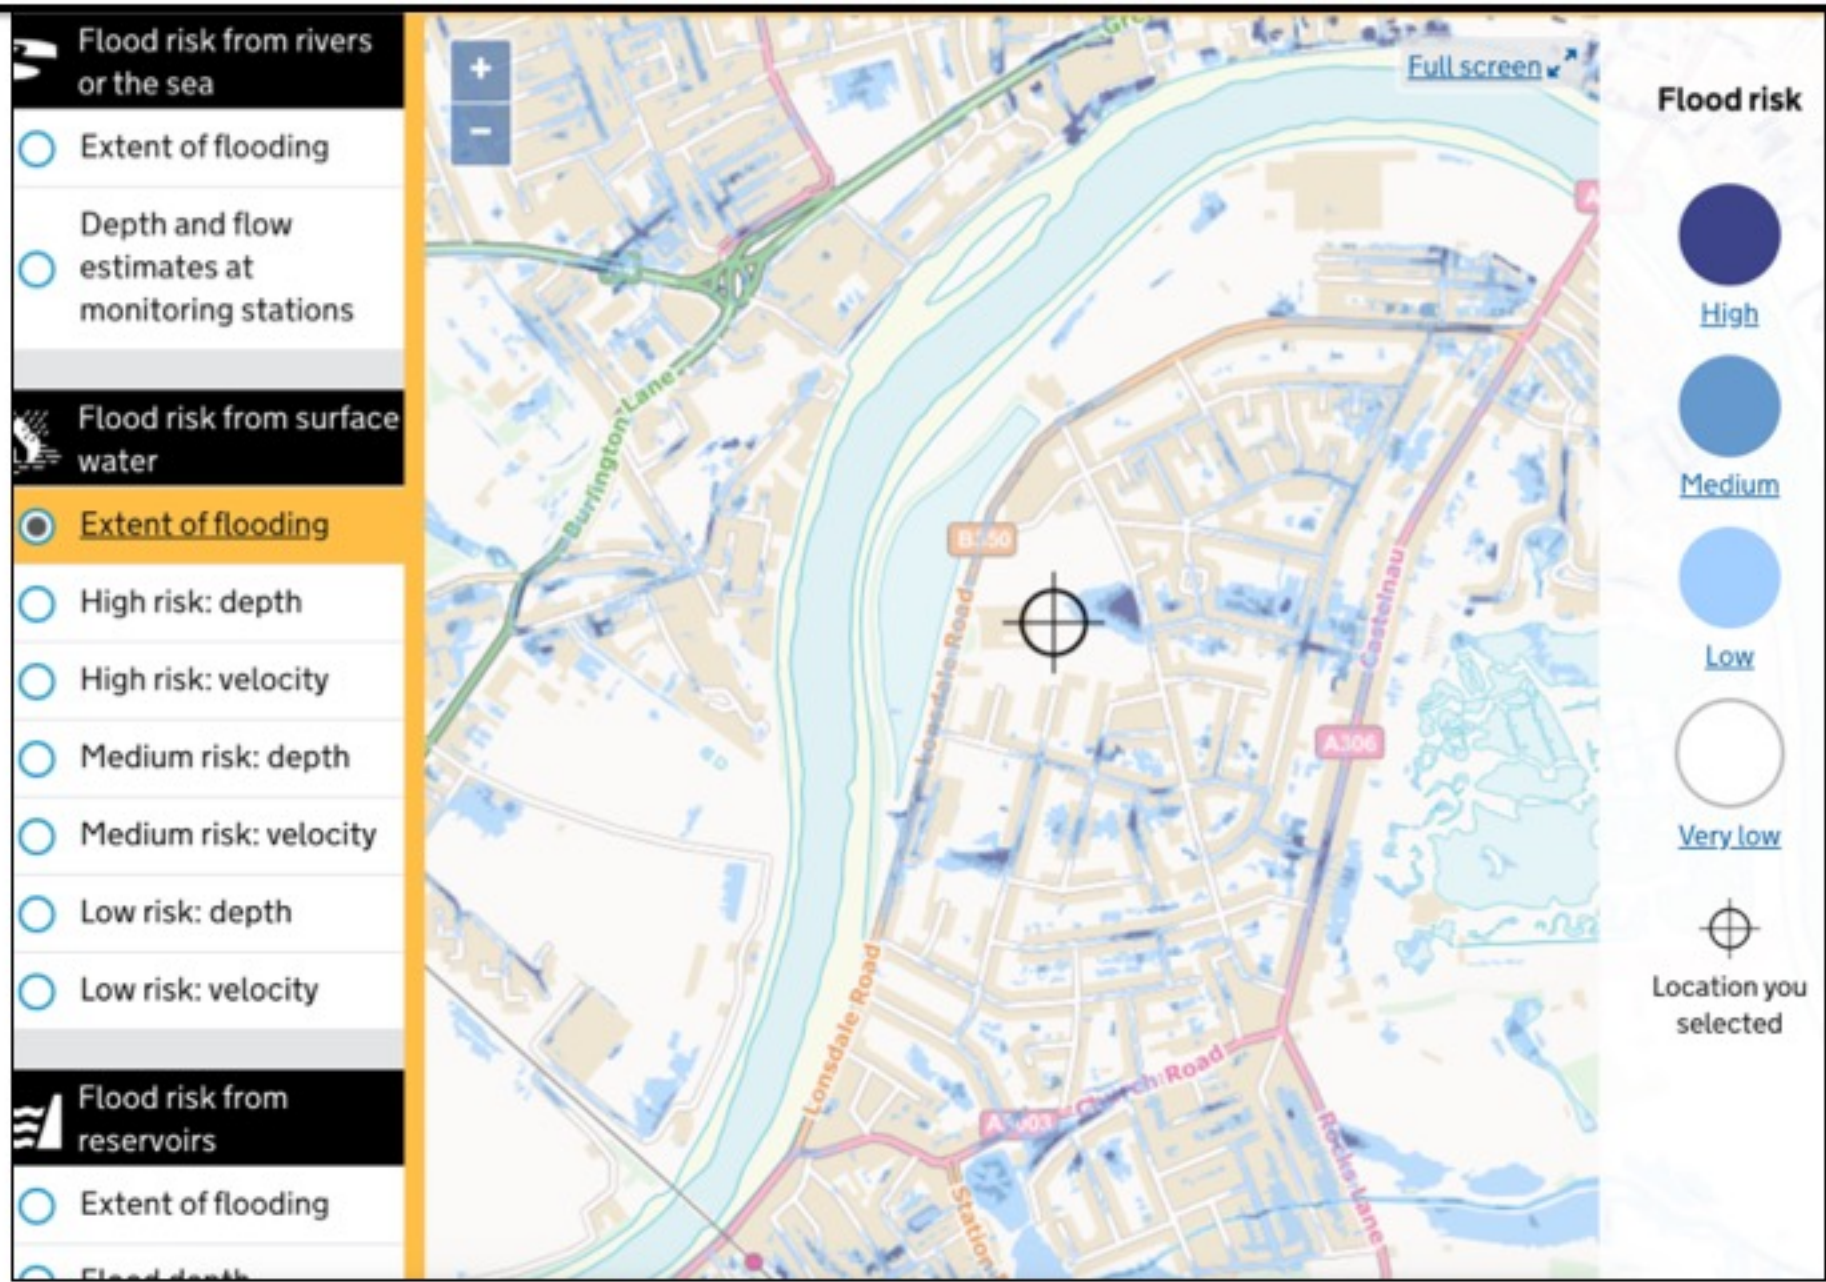 Flood risk from rivers
or the sea
Extent of flooding
Depth and flow
estimates at
monitoring stations
Flood risk from surface
water
Extent of flooding
High risk: depth
High risk: velocity
Medium risk: depth
Medium risk: velocity
Low risk: depth
Low risk: velocity
Flood risk from
reservoirs
Extent of flooding
Flood depth
+
−
Full screen
Burlington Lane
Lonsdale Road
Castelnau
A306
Lonsdale Road
Church Road
Rocks Lane
Station
Flood risk
High
Medium
Low
Very low
Location you
selected